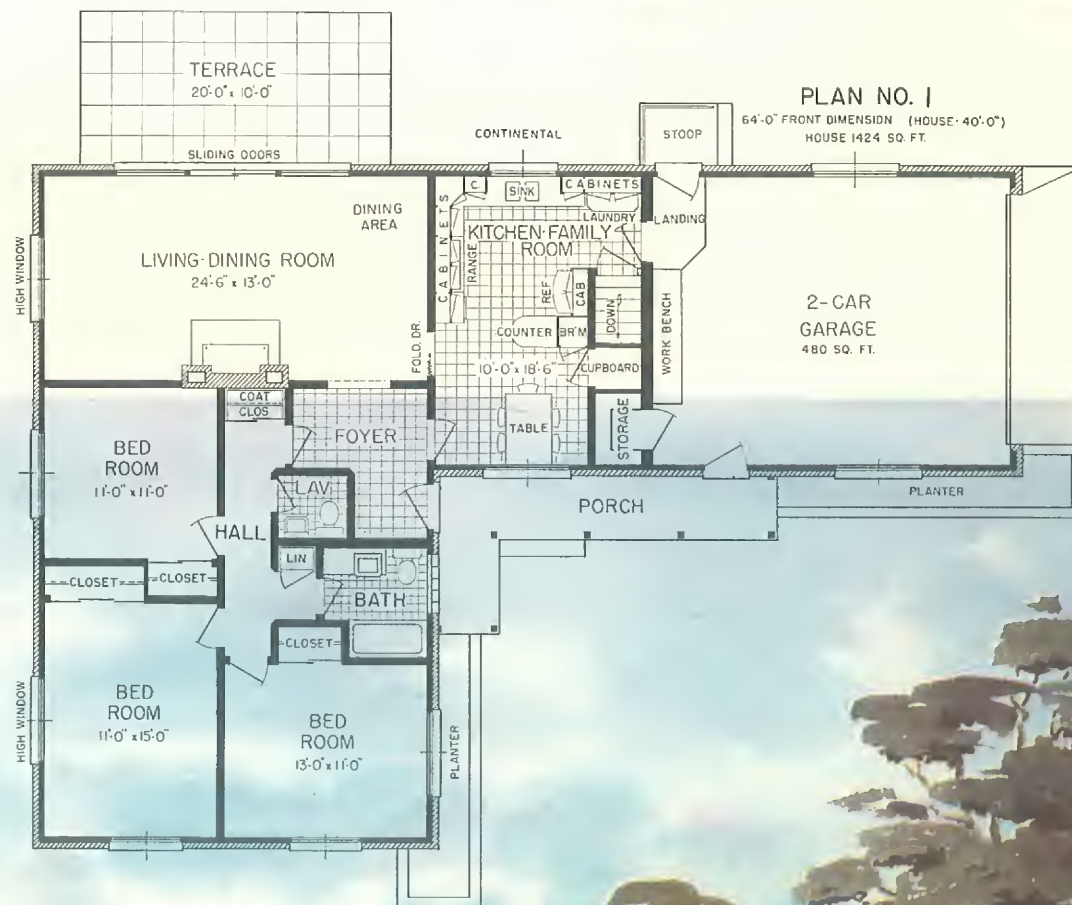 TERRACE
20'-0" x 10'-0"
PLAN NO. 1
64'-0" FRONT DIMENSION (HOUSE-40'-0")
HOUSE 1424 SQ. FT.
CONTINENTAL
STOOP
SLIDING DOORS
C.
SINK
CABINETS
DINING
AREA
LAUNDRY
LANDING
KITCHEN-FAMILY
ROOM
CABINETS
RANGE
HIGH WINDOW
LIVING-DINING ROOM
24'-6" x 13'-0"
REF
CAB
DOWN
WORK BENCH
2-CAR
GARAGE
480 SQ. FT.
COUNTER
BR'M
FOLD. DR.
10'-0" x 18'-6"
CUPBOARD
COAT
CLOS
TABLE
STORAGE
FOYER
BED
ROOM
11'-0" x 11'-0"
LAV
HALL
PORCH
PLANTER
LIN
CLOSET
CLOSET
BATH
CLOSET
HIGH WINDOW
BED
ROOM
11'-0" x 15'-0"
BED
ROOM
13'-0" x 11'-0"
PLANTER